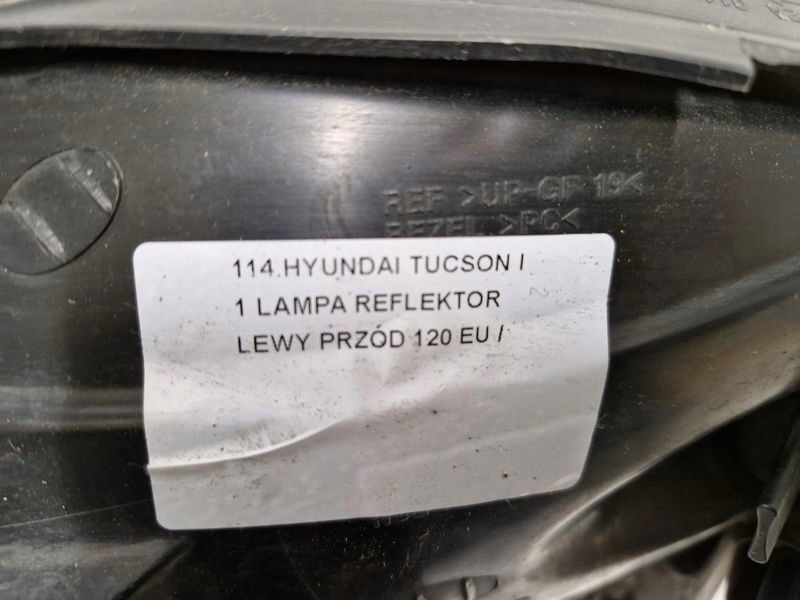 REF >UP-GF 19<
BEZEL >PC<
114.HYUNDAI TUCSON I
1 LAMPA REFLEKTOR
LEWY PRZÓD 120 EU /